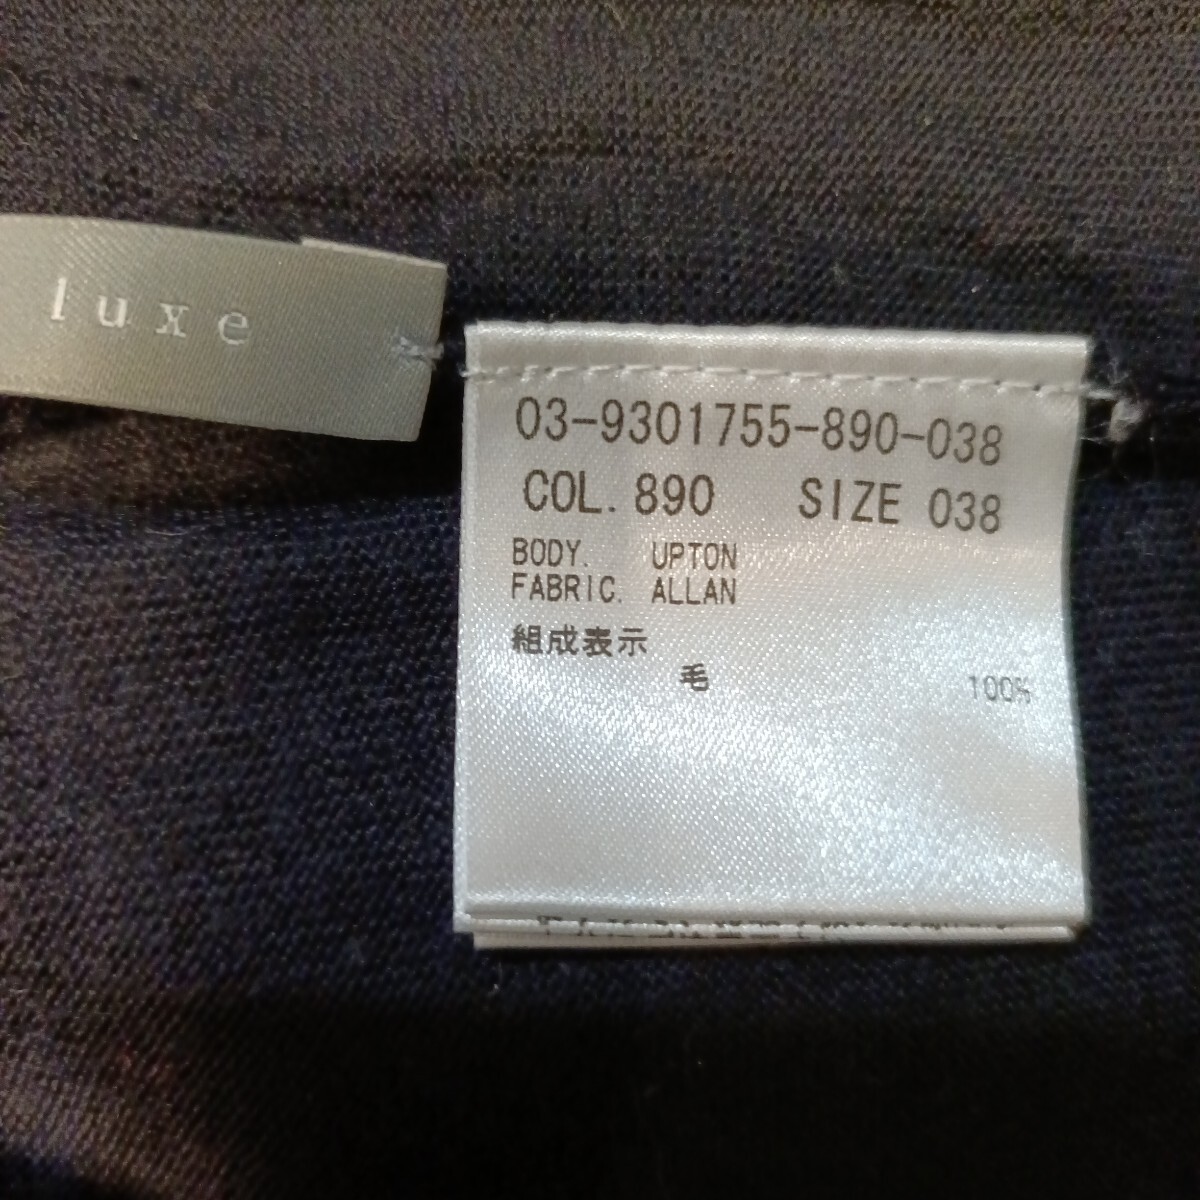 luxe
03-9301755-890-038
COL. 890 SIZE 038
BODY. UPTON
FABRIC. ALLAN
組成表示
毛 100%